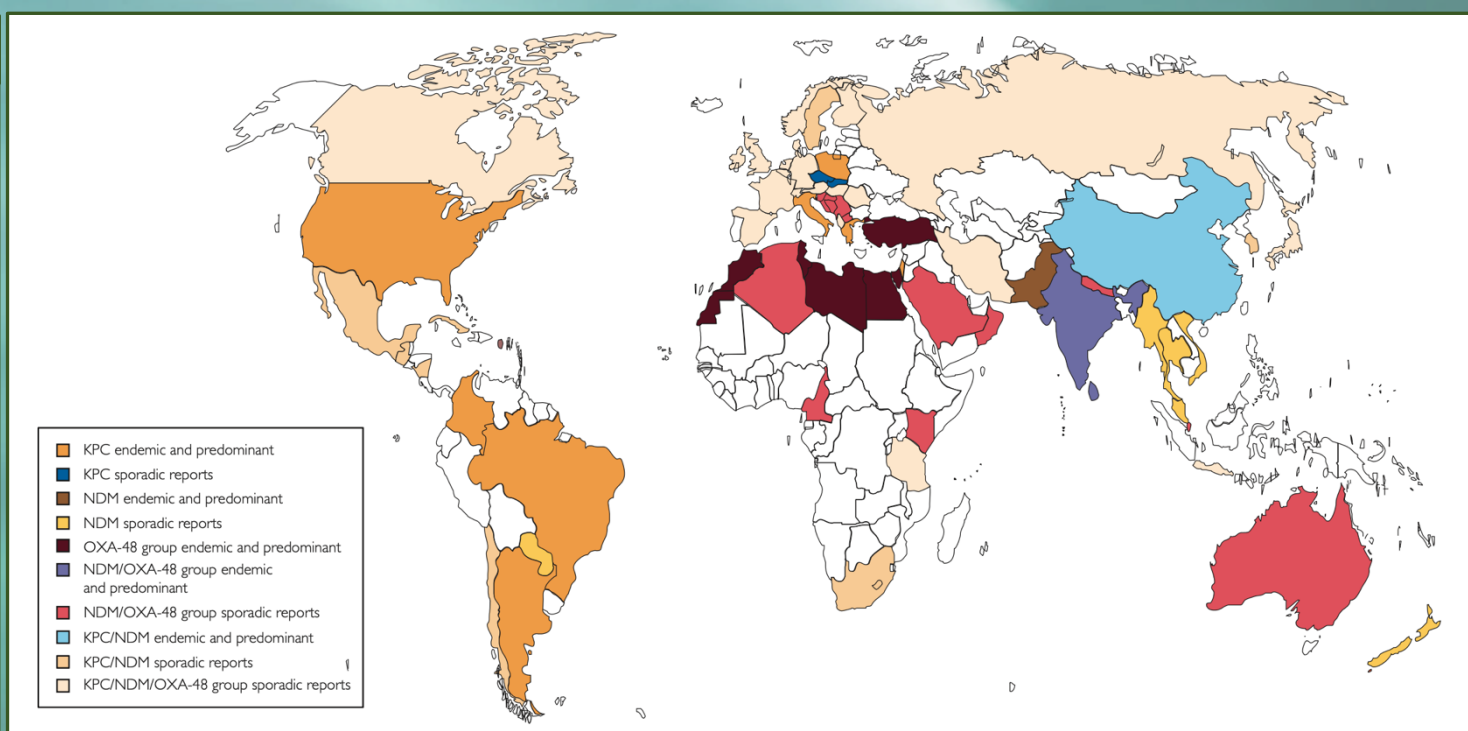 KPC endemic and predominant
KPC sporadic reports
NDM endemic and predominant
NDM sporadic reports
OXA-48 group endemic and predominant
NDM/OXA-48 group endemic
and predominant
NDM/OXA-48 group sporadic reports
KPC/NDM endemic and predominant
KPC/NDM sporadic reports
KPC/NDM/OXA-48 group sporadic reports